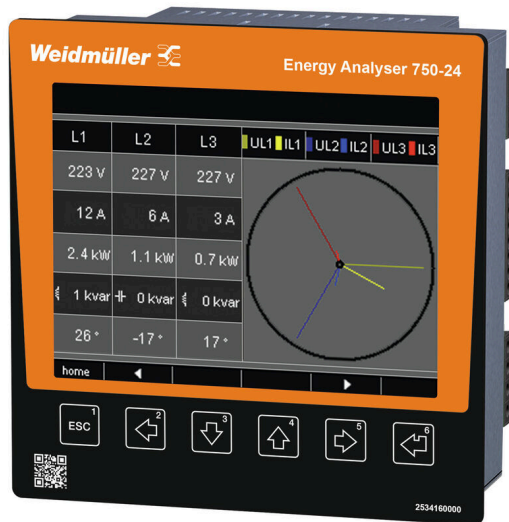 Weidmüller
Energy Analyser 750-24
L1 L2 L3 UL1 IL1 UL2 IL2 UL3 IL3
223 V 227 V 227 V
12 A 6 A 3 A
2.4 kW 1.1 kW 0.7 kW
1 kvar 0 kvar 0 kvar
26 ° -17 ° 17 °
home
ESC 1 2 3 4 5 6
2534160000